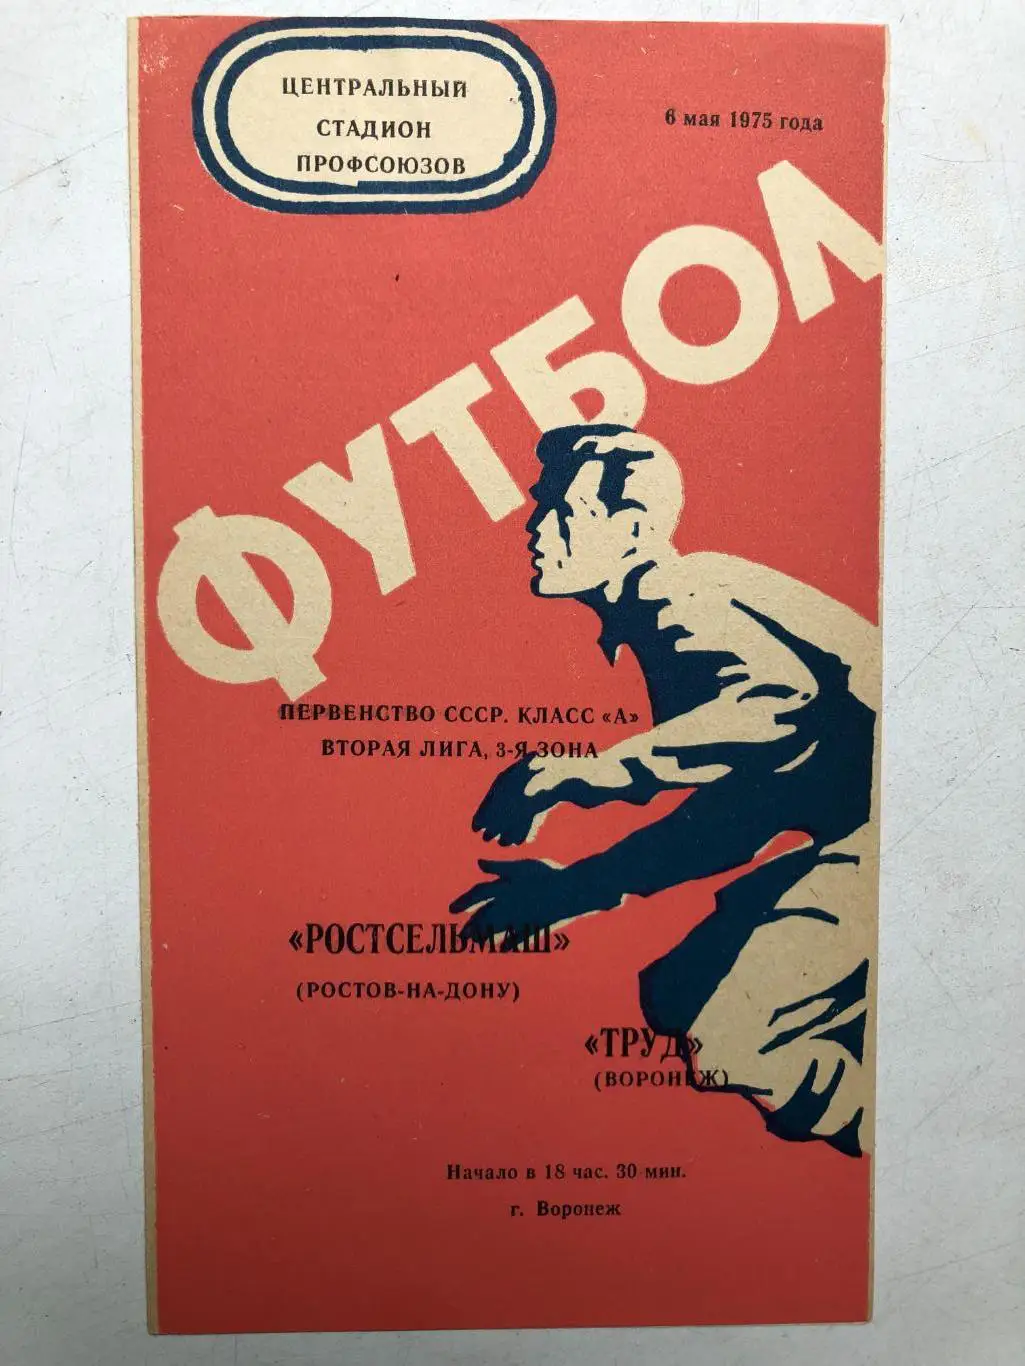 ЦЕНТРАЛЬНЫЙ
СТАДИОН
ПРОФСОЮЗОВ
6 мая 1975 года
ФУТБОЛ
ПЕРВЕНСТВО СССР. КЛАСС «А»
ВТОРАЯ ЛИГА, 3-Я ЗОНА
«РОСТСЕЛЬМАШ»
(РОСТОВ-НА-ДОНУ)
«ТРУД»
(ВОРОНЕЖ)
Начало в 18 час. 30 мин.
г. Воронеж